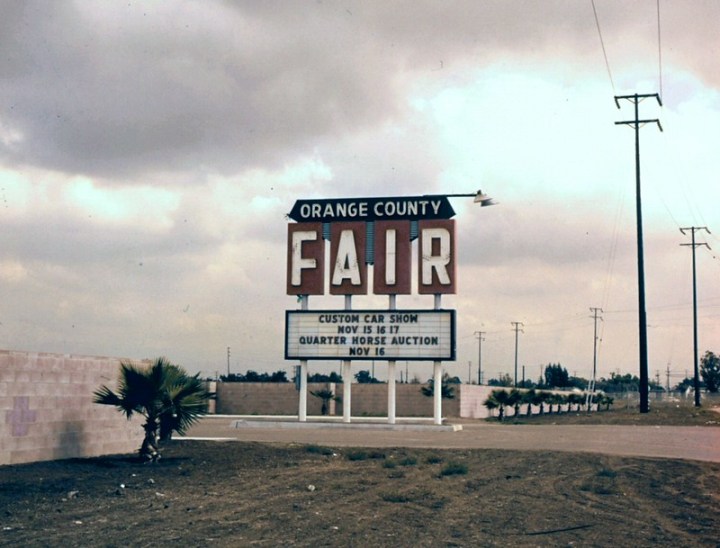 ORANGE COUNTY
FAIR
CUSTOM CAR SHOW
NOV 15 16 17
QUARTER HORSE AUCTION
NOV 16